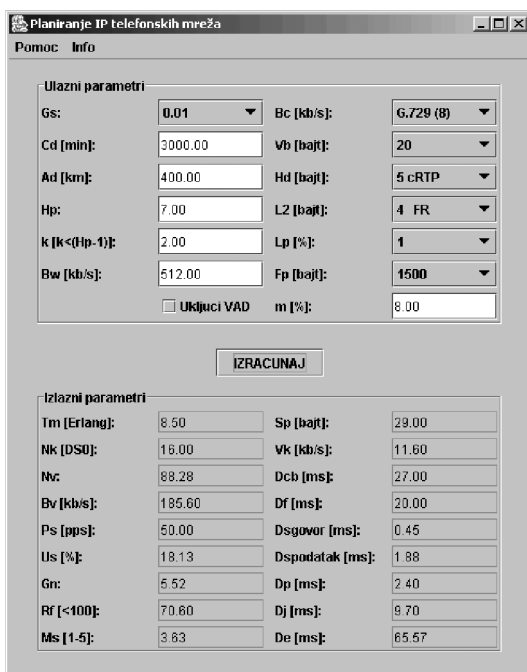 Planiranje IP telefonskih mreža
Pomoc Info
Ulazni parametri
Gs: 0.01 Bc [kb/s]: G.729 (8)
Cd [min]: 3000.00 Vb [bajt]: 20
Ad [km]: 400.00 Hd [bajt]: 5 cRTP
Hp: 7.00 L2 [bajt]: 4 FR
k [k<(Hp-1)]: 2.00 Lp [%]: 1
Bw [kb/s]: 512.00 Fp [bajt]: 1500
Ukljuci VAD m [%]: 8.00
IZRACUNAJ
Izlazni parametri
Tm [Erlang]: 8.50 Sp [bajt]: 29.00
Nk [DS0]: 16.00 Vk [kb/s]: 11.60
Nv: 88.28 Dcb [ms]: 27.00
Bv [kb/s]: 185.60 Df [ms]: 20.00
Ps [pps]: 50.00 Dsgovor [ms]: 0.45
Us [%]: 18.13 Dspodatak [ms]: 1.88
Gn: 5.52 Dp [ms]: 2.40
Rf [<100]: 70.60 Dj [ms]: 9.70
Ms [1-5]: 3.63 De [ms]: 65.57